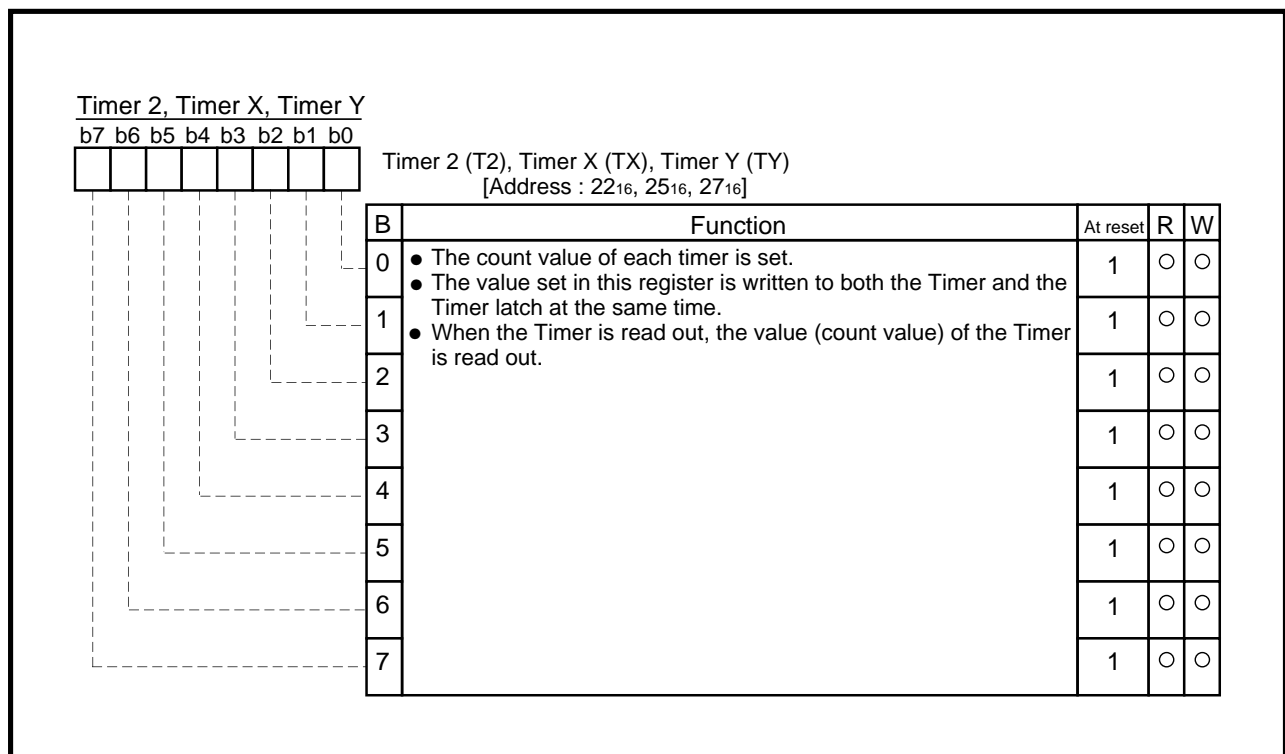 Timer 2, Timer X, Timer Y
b7 b6 b5 b4 b3 b2 b1 b0
Timer 2 (T2), Timer X (TX), Timer Y (TY)
[Address : 2216, 2516, 2716]
B Function At reset R W
0 ● The count value of each timer is set. 1 ○ ○
● The value set in this register is written to both the Timer and the
Timer latch at the same time.
1 1 ○ ○
● When the Timer is read out, the value (count value) of the Timer
is read out.
2 1 ○ ○
3 1 ○ ○
4 1 ○ ○
5 1 ○ ○
6 1 ○ ○
7 1 ○ ○